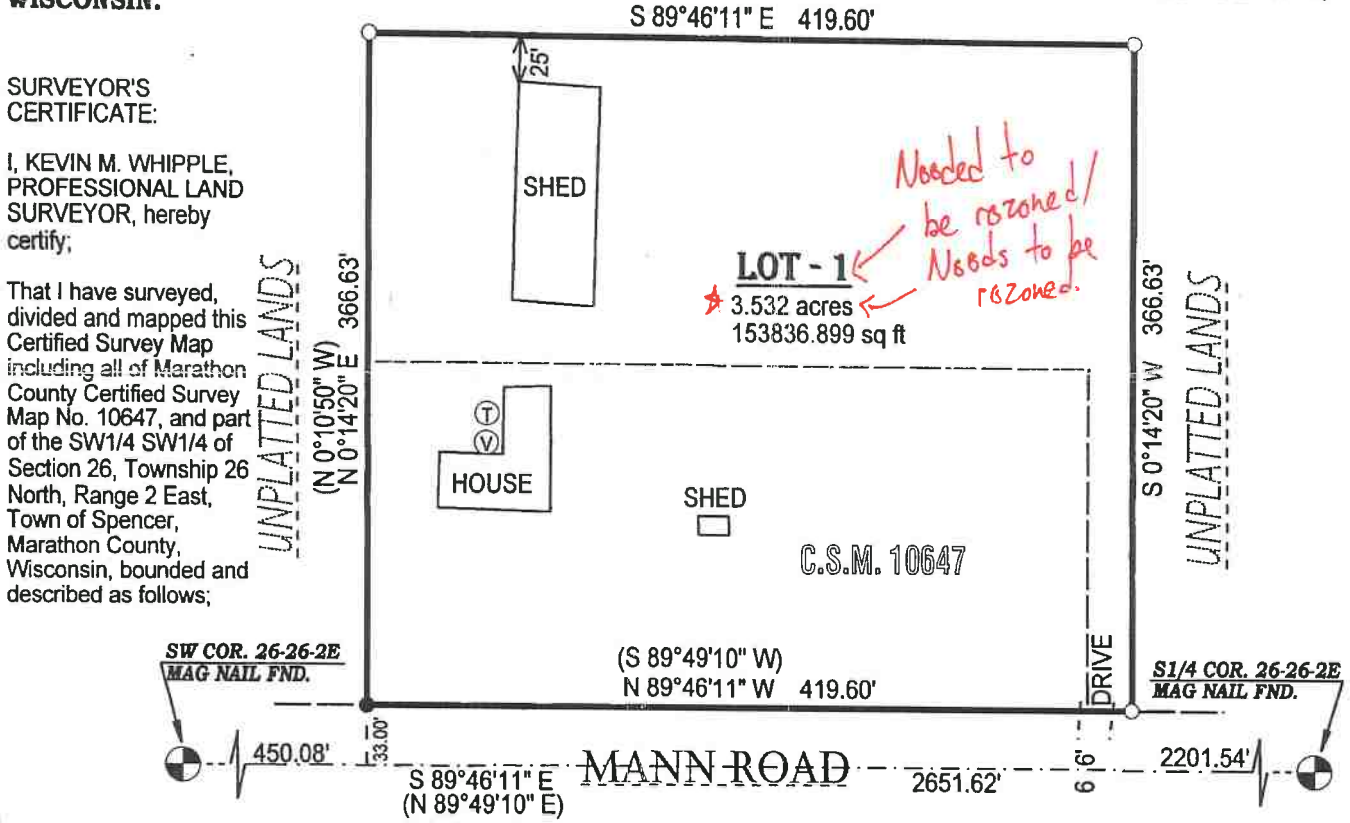 WISCONSIN.
S 89°46'11" E 419.60'
SURVEYOR'S
CERTIFICATE:
I, KEVIN M. WHIPPLE,
PROFESSIONAL LAND
SURVEYOR, hereby
certify;
That I have surveyed,
divided and mapped this
Certified Survey Map
including all of Marathon
County Certified Survey
Map No. 10647, and part
of the SW1/4 SW1/4 of
Section 26, Township 26
North, Range 2 East,
Town of Spencer,
Marathon County,
Wisconsin, bounded and
described as follows;
UNPLATTED LANDS
(N 0°10'50" W)
N 0°14'20" E 366.63'
25'
SHED
Needed to
be rezoned/
Needs to be
rezoned.
LOT - 1
3.532 acres
153836.899 sq ft
S 0°14'20" W 366.63'
UNPLATTED LANDS
T
V
HOUSE
SHED
C.S.M. 10647
DRIVE
(S 89°49'10" W)
N 89°46'11" W 419.60'
SW COR. 26-26-2E
MAG NAIL FND.
S1/4 COR. 26-26-2E
MAG NAIL FND.
450.08'
33.00'
S 89°46'11" E
(N 89°49'10" E)
MANN ROAD
2651.62'
6' 6'
2201.54'